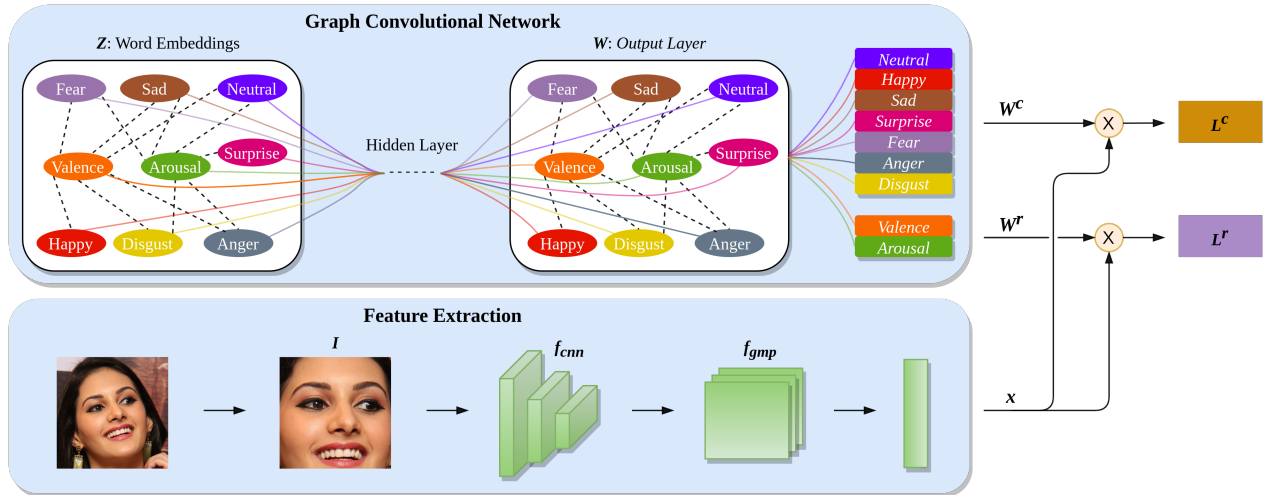 Graph Convolutional Network
Z: Word Embeddings
W: Output Layer
Fear
Sad
Neutral
Valence
Arousal
Surprise
Happy
Disgust
Anger
Hidden Layer
Fear
Sad
Neutral
Valence
Arousal
Surprise
Happy
Disgust
Anger
Neutral
Happy
Sad
Surprise
Fear
Anger
Disgust
Valence
Arousal
W^c
X
L^c
W^r
X
L^r
x
Feature Extraction
I
f_cnn
f_gmp